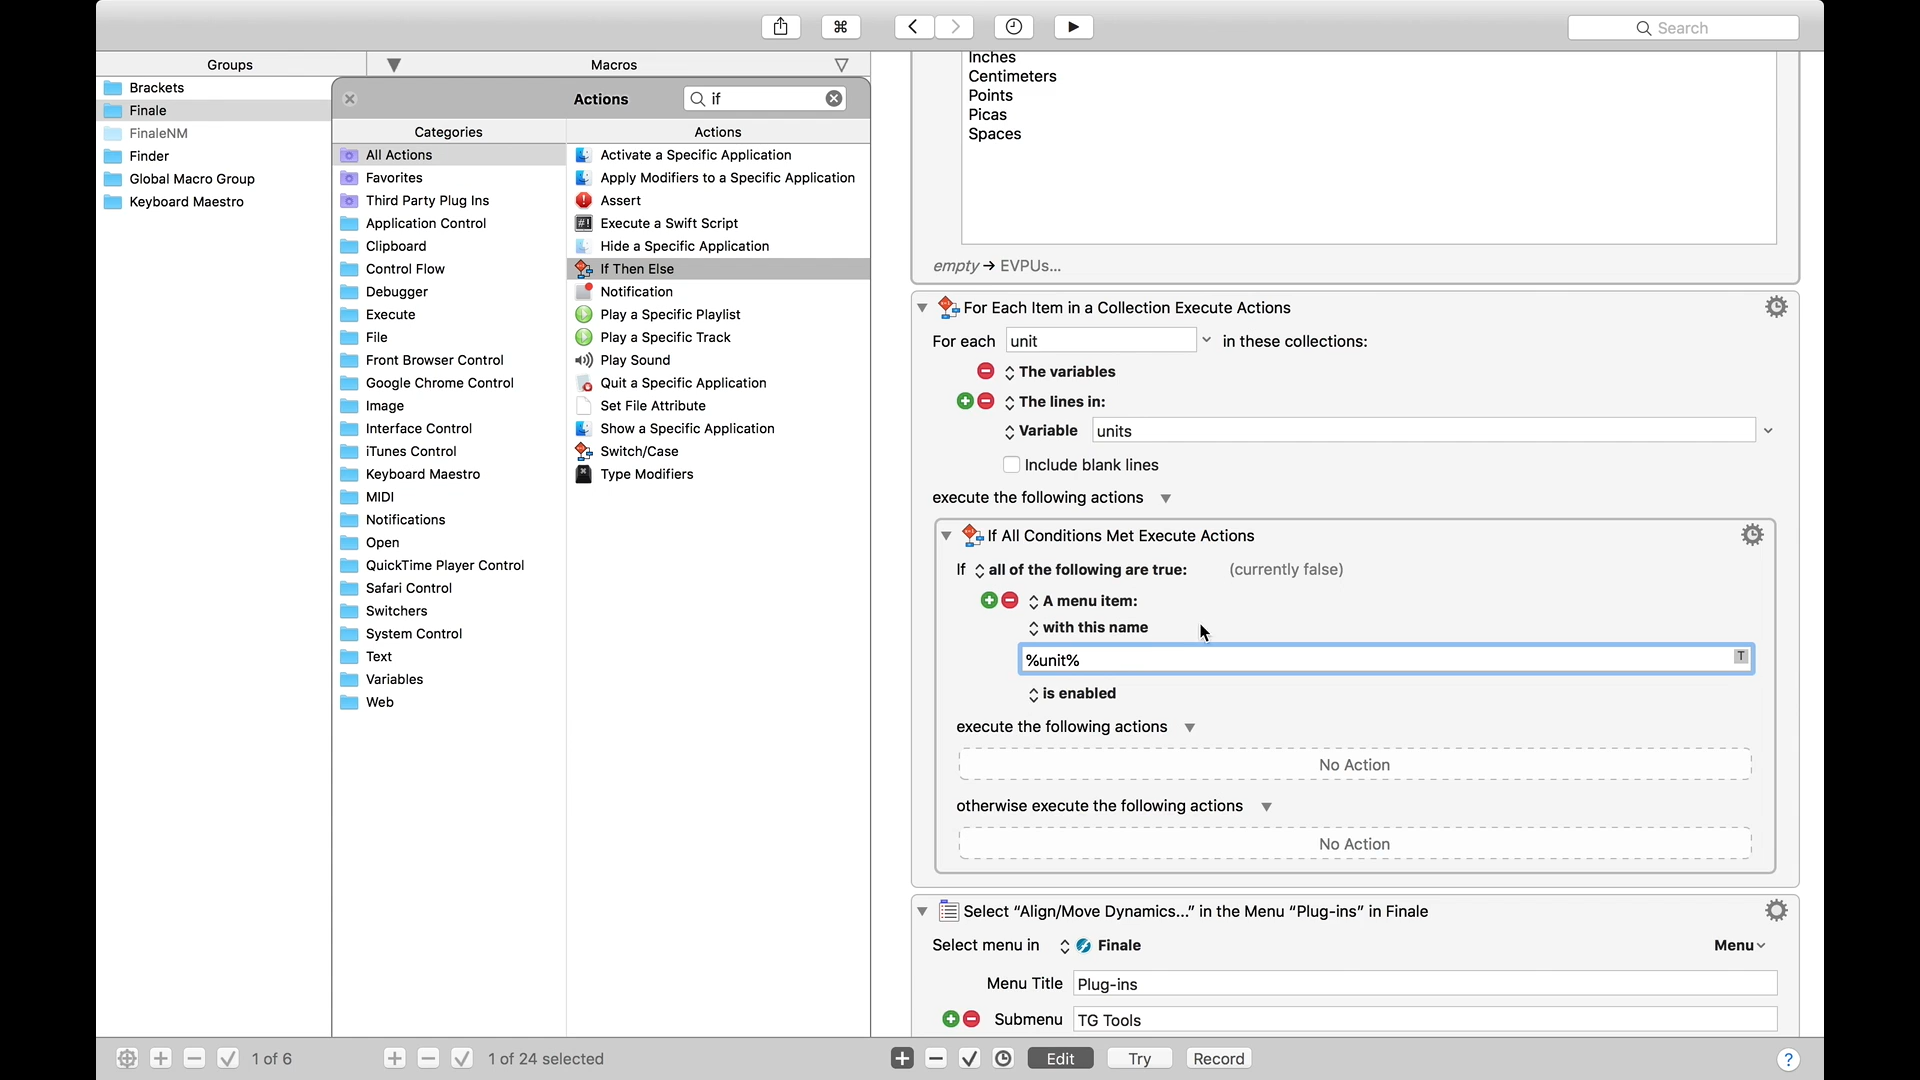 Search
Groups
Macros
Brackets
Finale
FinaleNM
Finder
Global Macro Group
Keyboard Maestro
Actions
if
Categories
Actions
All Actions
Favorites
Third Party Plug Ins
Application Control
Clipboard
Control Flow
Debugger
Execute
File
Front Browser Control
Google Chrome Control
Image
Interface Control
iTunes Control
Keyboard Maestro
MIDI
Notifications
Open
QuickTime Player Control
Safari Control
Switchers
System Control
Text
Variables
Web
Activate a Specific Application
Apply Modifiers to a Specific Application
Assert
Execute a Swift Script
Hide a Specific Application
If Then Else
Notification
Play a Specific Playlist
Play a Specific Track
Play Sound
Quit a Specific Application
Set File Attribute
Show a Specific Application
Switch/Case
Type Modifiers
Inches
Centimeters
Points
Picas
Spaces
empty → EVPUs...
For Each Item in a Collection Execute Actions
For each unit in these collections:
The variables
The lines in:
Variable units
Include blank lines
execute the following actions
If All Conditions Met Execute Actions
If all of the following are true: (currently false)
A menu item:
with this name
%unit% T
is enabled
execute the following actions
No Action
otherwise execute the following actions
No Action
Select “Align/Move Dynamics...” in the Menu “Plug-ins” in Finale
Select menu in Finale Menu
Menu Title Plug-ins
Submenu TG Tools
1 of 6
1 of 24 selected
Edit
Try
Record
?